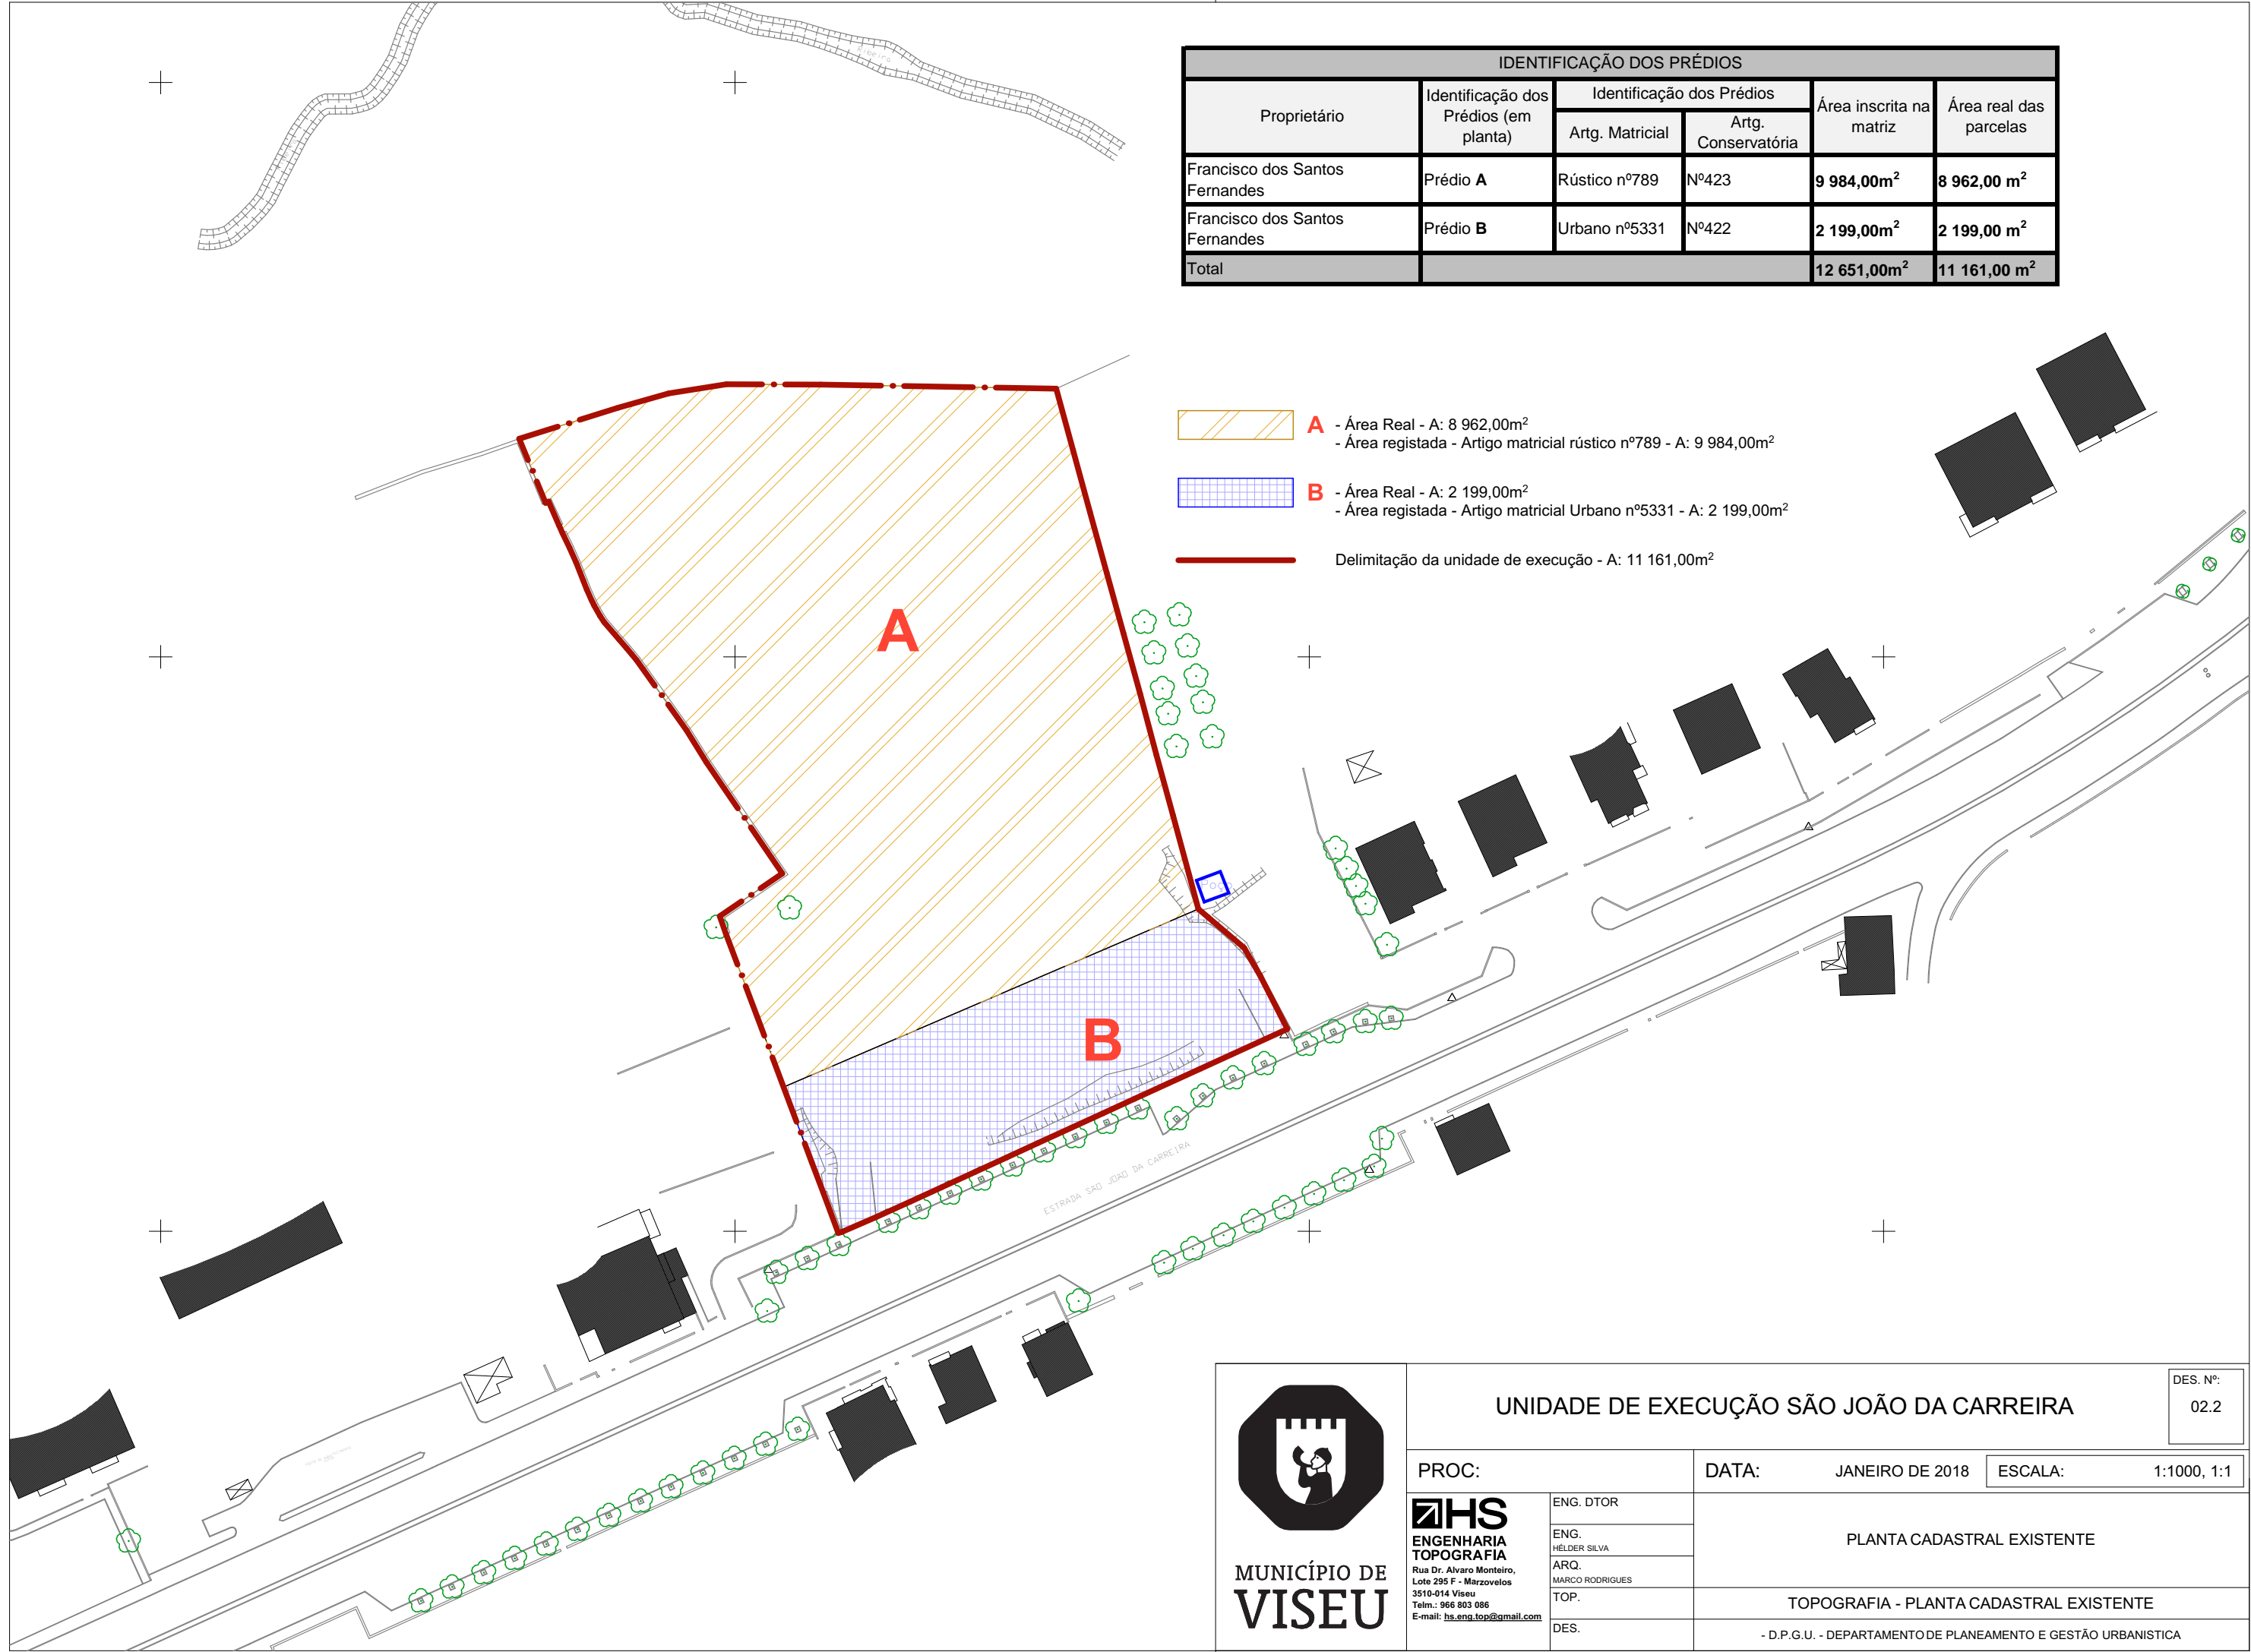 Ribeira
IDENTIFICAÇÃO DOS PRÉDIOS
Proprietário
Identificação dos
Prédios (em
planta)
Identificação dos Prédios
Artg. Matricial
Artg.
Conservatória
Área inscrita na
matriz
Área real das
parcelas
Francisco dos Santos
Fernandes
Prédio A
Rústico nº789
Nº423
9 984,00m²
8 962,00 m²
Francisco dos Santos
Fernandes
Prédio B
Urbano nº5331
Nº422
2 199,00m²
2 199,00 m²
Total
12 651,00m²
11 161,00 m²
A
- Área Real - A: 8 962,00m²
- Área registada - Artigo matricial rústico nº789 - A: 9 984,00m²
B
- Área Real - A: 2 199,00m²
- Área registada - Artigo matricial Urbano nº5331 - A: 2 199,00m²
Delimitação da unidade de execução - A: 11 161,00m²
A
B
ESTRADA SÃO JOÃO DA CARREIRA
MUNICÍPIO DE
VISEU
UNIDADE DE EXECUÇÃO SÃO JOÃO DA CARREIRA
DES. Nº:
02.2
PROC:
DATA:
JANEIRO DE 2018
ESCALA:
1:1000, 1:1
HS
ENGENHARIA
TOPOGRAFIA
Rua Dr. Alvaro Monteiro,
Lote 295 F - Marzovelos
3510-014 Viseu
Telm.: 966 803 086
E-mail: hs.eng.top@gmail.com
ENG. DTOR
ENG.
HÉLDER SILVA
ARQ.
MARCO RODRIGUES
TOP.
DES.
PLANTA CADASTRAL EXISTENTE
TOPOGRAFIA - PLANTA CADASTRAL EXISTENTE
- D.P.G.U. - DEPARTAMENTO DE PLANEAMENTO E GESTÃO URBANISTICA